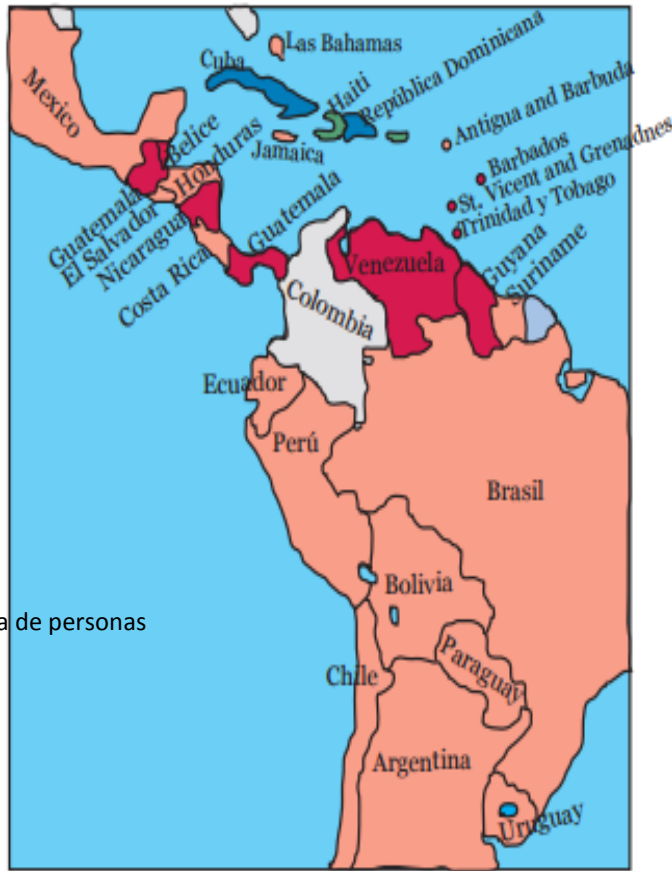 Las Bahamas
Cuba
Mexico
Haiti
República Dominicana
Antigua and Barbuda
Jamaica
Belice
Honduras
Barbados
St. Vicent and Grenadnes
Trinidad y Tobago
Guatemala
El Salvador
Nicaragua
Costa Rica
Guatemala
Venezuela
Guyana
Suriname
Colombia
Ecuador
Perú
Brasil
Bolivia
a de personas
Paraguay
Chile
Argentina
Uruguay